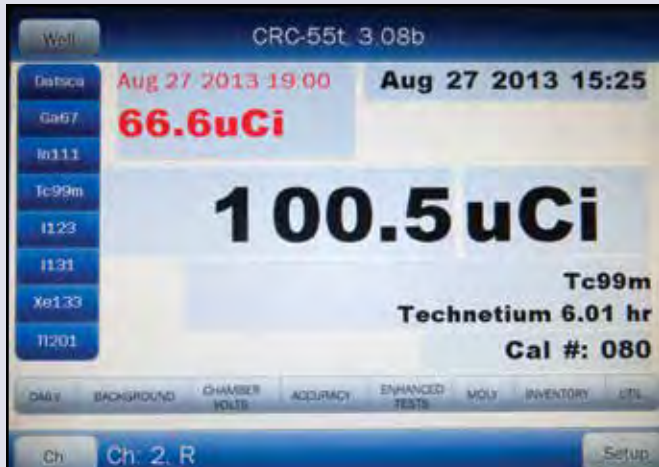 Well
CRC-55t 3.08b
Aug 27 2013 19:00
Aug 27 2013 15:25
66.6uCi
100.5uCi
Tc99m
Technetium 6.01 hr
Cal #: 080
Ga67
In111
Tc99m
I123
I131
Xe133
Tl201
DAILY
BACKGROUND
CHAMBER
VOLTS
ACCURACY
ENHANCED
TESTS
MOLY
INVENTORY
UTIL
Ch
Ch: 2, R
Setup